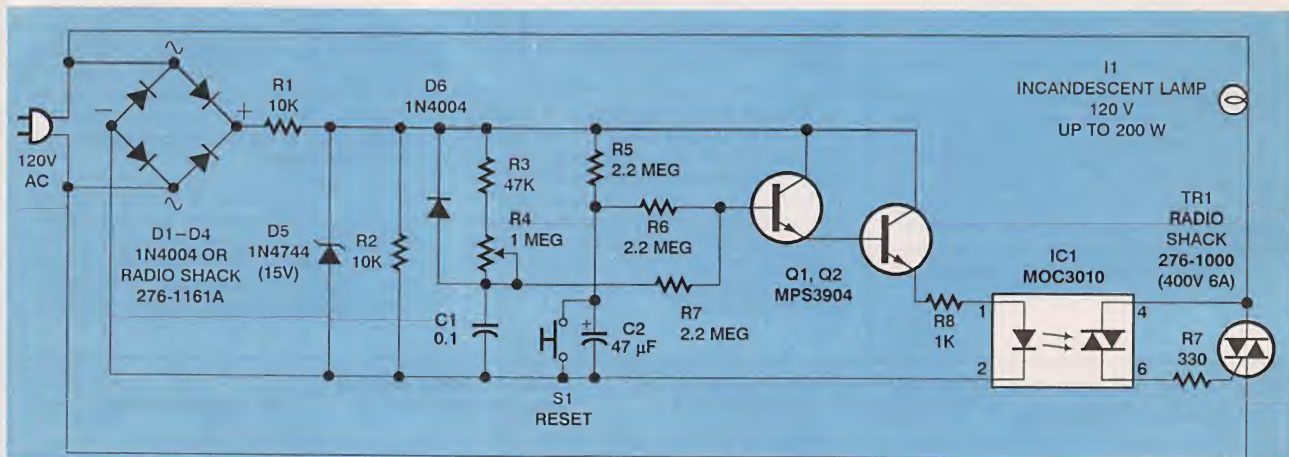 120V
AC
~
−
+
~
D1–D4
1N4004 OR
RADIO SHACK
276-1161A
R1
10K
D5
1N4744
(15V)
R2
10K
D6
1N4004
R3
47K
R4
1 MEG
C1
0.1
S1
RESET
R5
2.2 MEG
R6
2.2 MEG
R7
2.2 MEG
+
C2
47 µF
Q1, Q2
MPS3904
R8
1K
IC1
MOC3010
1
2
4
6
R7
330
TR1
RADIO
SHACK
276-1000
(400V 6A)
I1
INCANDESCENT LAMP
120 V
UP TO 200 W